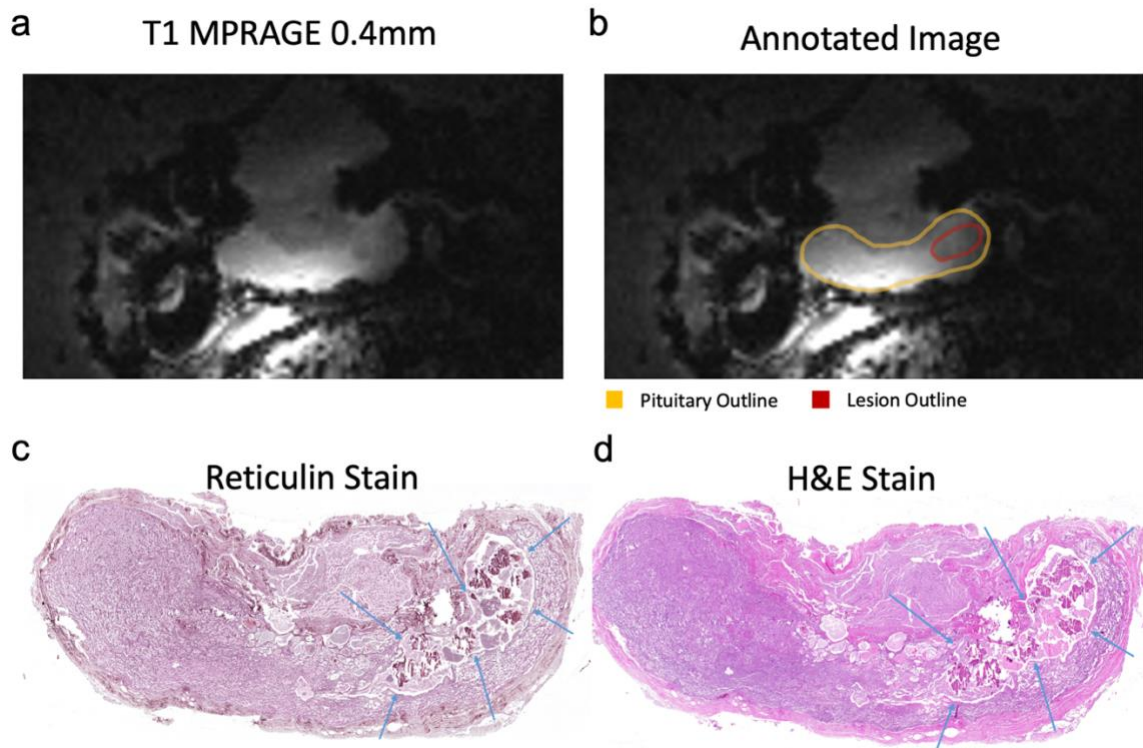 a
T1 MPRAGE 0.4mm
b
Annotated Image
Pituitary Outline
Lesion Outline
c
Reticulin Stain
d
H&E Stain